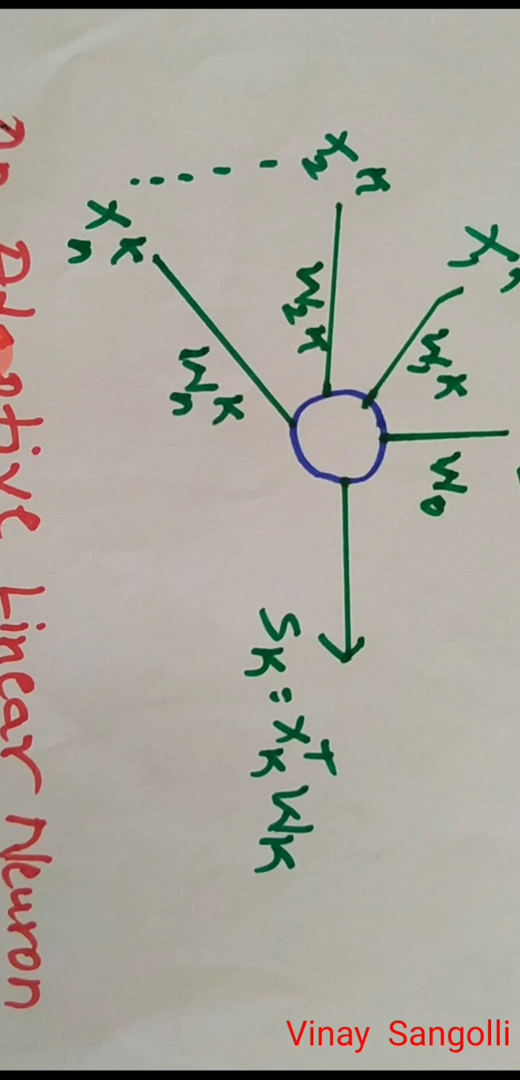 X₁ᴷ
W₀
W₁ᴷ
X₂ᴷ
W₂ᴷ
Xₙᴷ
Wₙᴷ
Sₖ = Xₖᵀ Wₖ
An Adaptive Linear Neuron
Vinay Sangolli